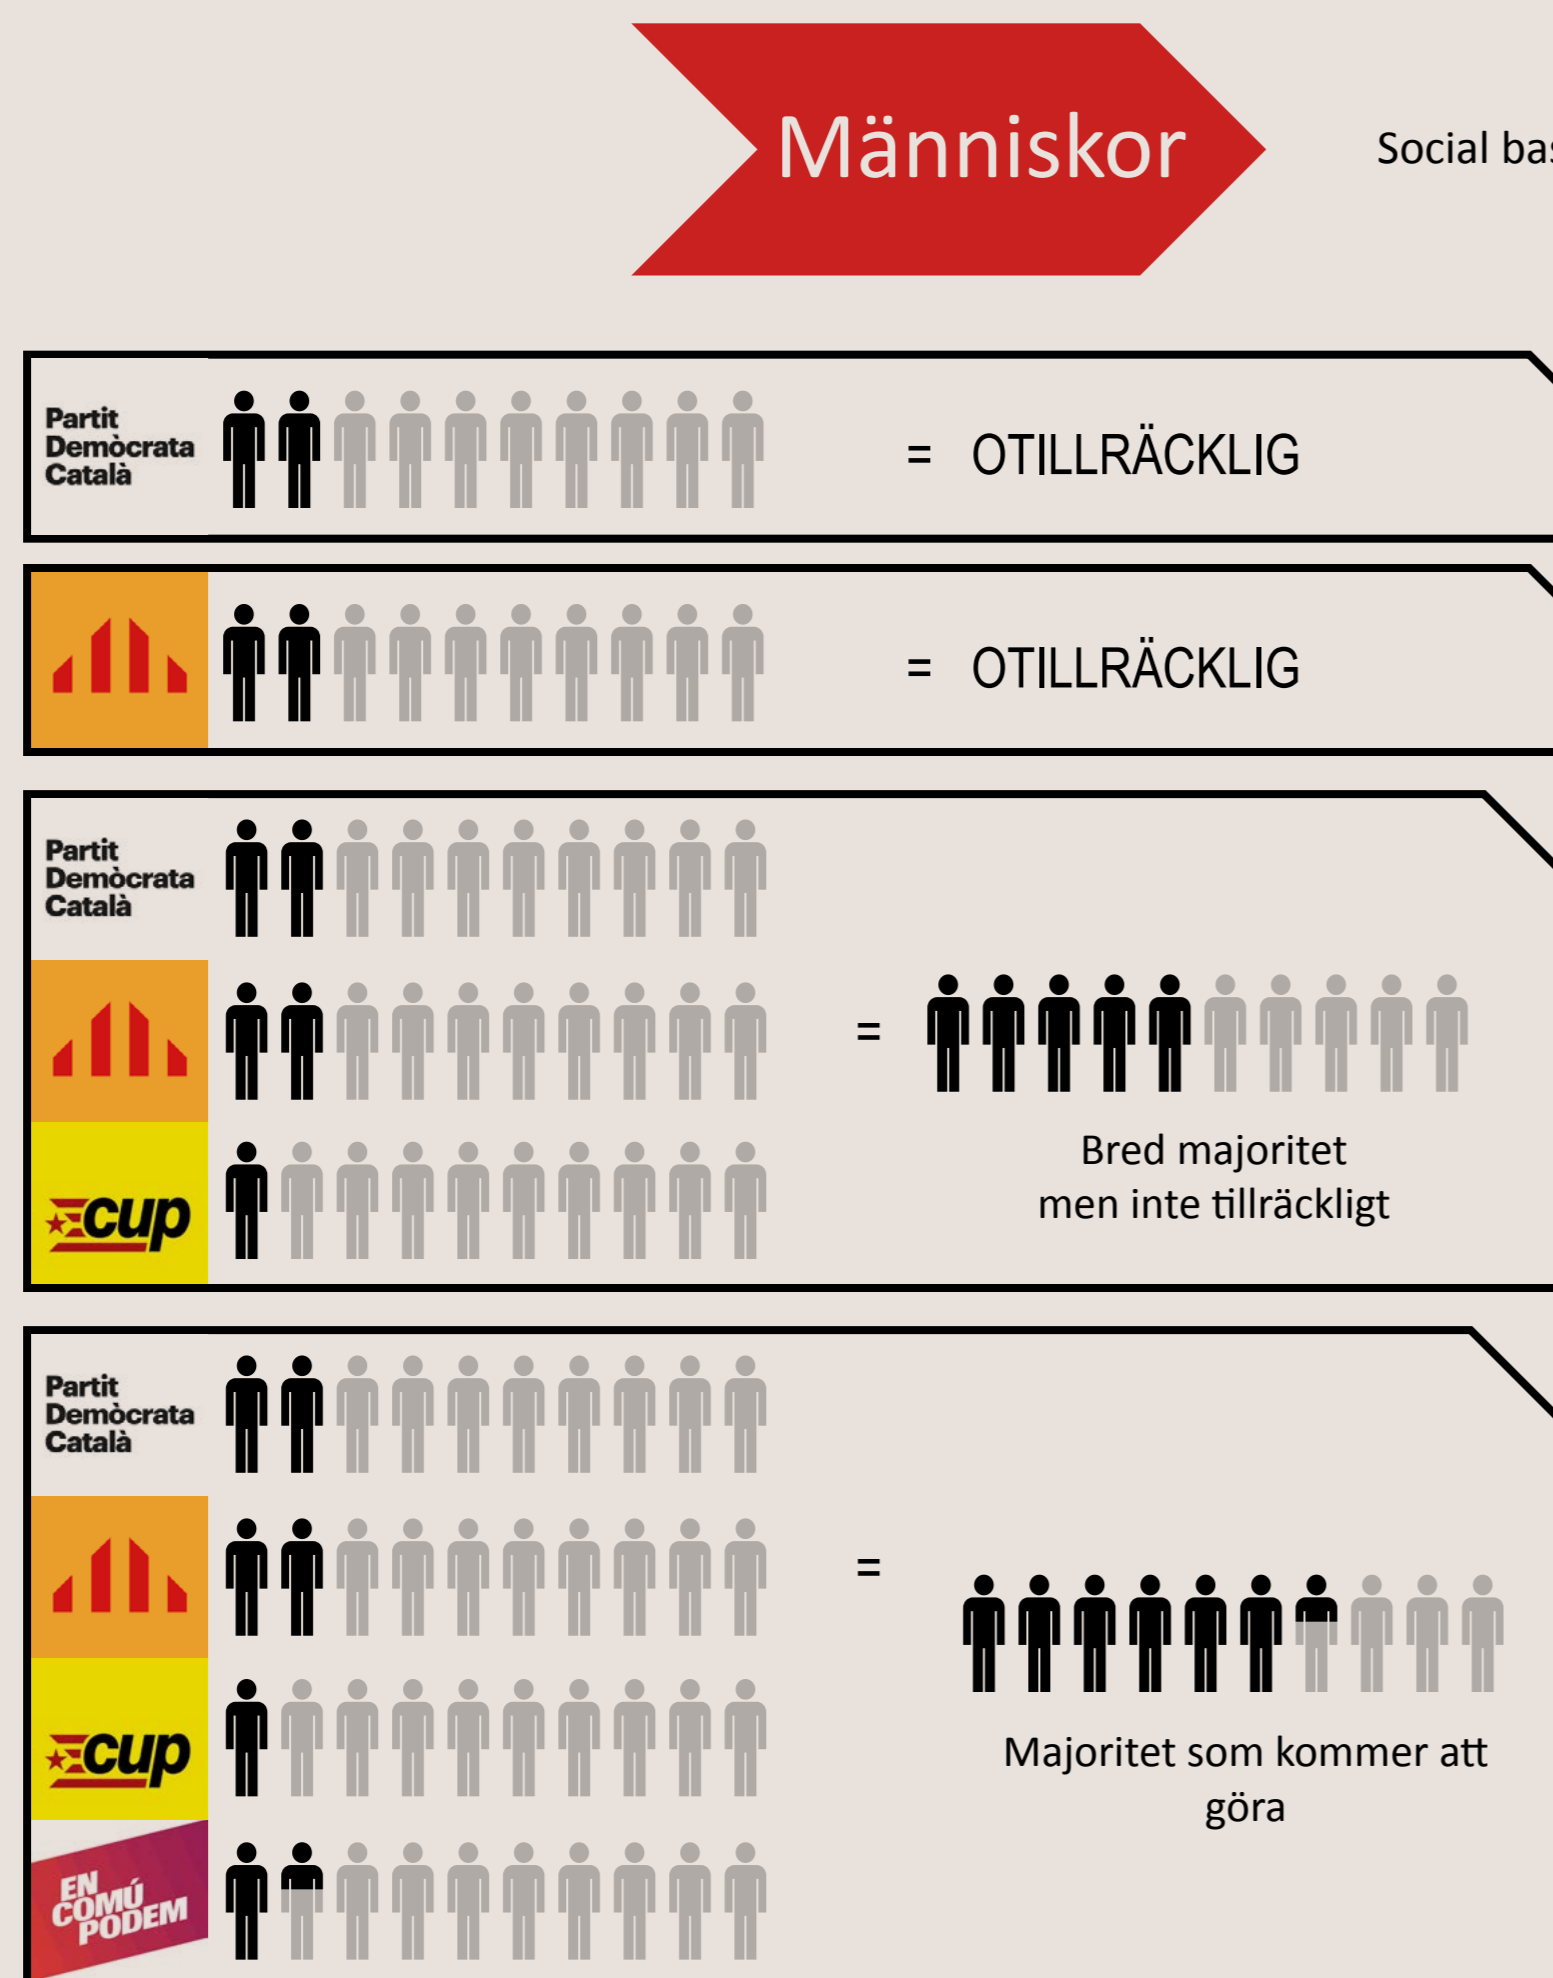 Människor
Social bas
Partit
Demòcrata
Català
= OTILLRÄCKLIG
= OTILLRÄCKLIG
Partit
Demòcrata
Català
=
cup
Bred majoritet
men inte tillräckligt
Partit
Demòcrata
Català
=
cup
Majoritet som kommer att
göra
EN
COMÚ
PODEM